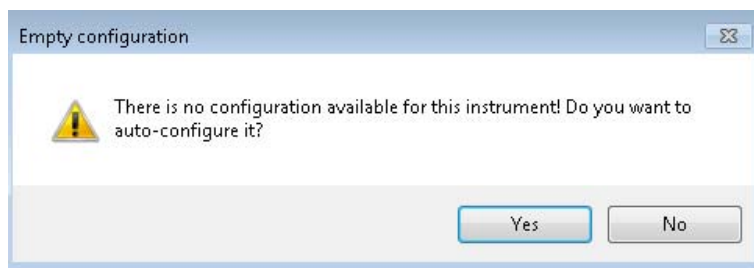 Empty configuration
There is no configuration available for this instrument! Do you want to
auto-configure it?
Yes
No